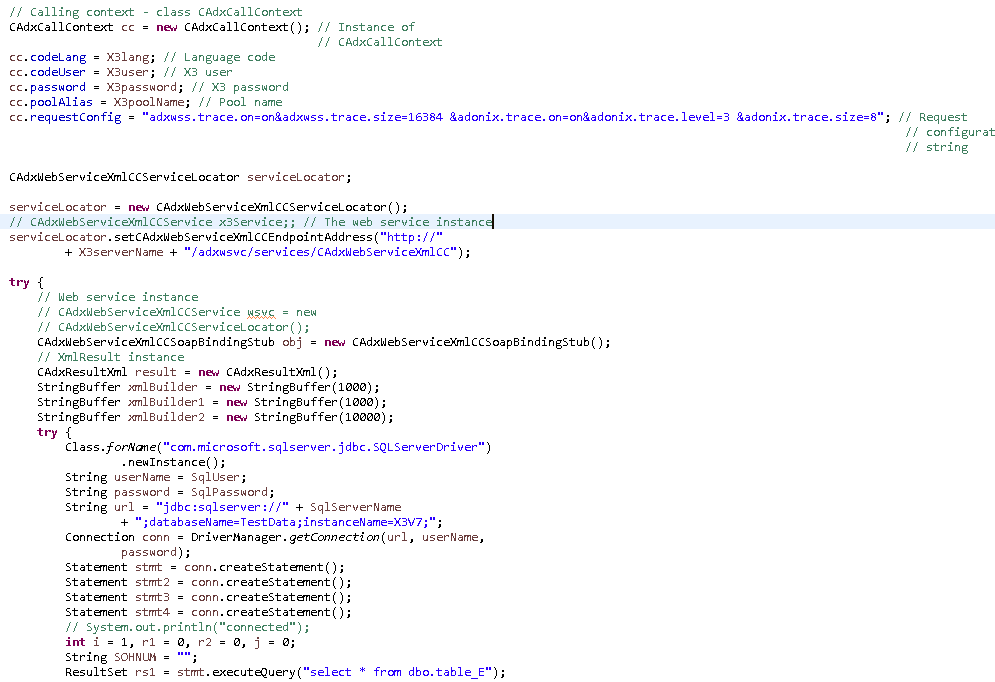 // Calling context - class CAdxCallContext
CAdxCallContext cc = new CAdxCallContext(); // Instance of
// CAdxCallContext
cc.codeLang = X3lang; // Language code
cc.codeUser = X3user; // X3 user
cc.password = X3password; // X3 password
cc.poolAlias = X3poolName; // Pool name
cc.requestConfig = "adxwss.trace.on=on&adxwss.trace.size=16384 &adonix.trace.on=on&adonix.trace.level=3 &adonix.trace.size=8"; // Request
// configurat
// string
CAdxWebServiceXmlCCServiceLocator serviceLocator;
serviceLocator = new CAdxWebServiceXmlCCServiceLocator();
// CAdxWebServiceXmlCCService x3Service;; // The web service instance
serviceLocator.setCAdxWebServiceXmlCCEndpointAddress("http://"
+ X3serverName + "/adxwsvc/services/CAdxWebServiceXmlCC");
try {
// Web service instance
// CAdxWebServiceXmlCCService wsvc = new
// CAdxWebServiceXmlCCServiceLocator();
CAdxWebServiceXmlCCSoapBindingStub obj = new CAdxWebServiceXmlCCSoapBindingStub();
// XmlResult instance
CAdxResultXml result = new CAdxResultXml();
StringBuffer xmlBuilder = new StringBuffer(1000);
StringBuffer xmlBuilder1 = new StringBuffer(1000);
StringBuffer xmlBuilder2 = new StringBuffer(10000);
try {
Class.forName("com.microsoft.sqlserver.jdbc.SQLServerDriver")
.newInstance();
String userName = SqlUser;
String password = SqlPassword;
String url = "jdbc:sqlserver://" + SqlServerName
+ ";databaseName=TestData;instanceName=X3V7;";
Connection conn = DriverManager.getConnection(url, userName,
password);
Statement stmt = conn.createStatement();
Statement stmt2 = conn.createStatement();
Statement stmt3 = conn.createStatement();
Statement stmt4 = conn.createStatement();
// System.out.println("connected");
int i = 1, r1 = 0, r2 = 0, j = 0;
String SOHNUM = "";
ResultSet rs1 = stmt.executeQuery("select * from dbo.table_E");